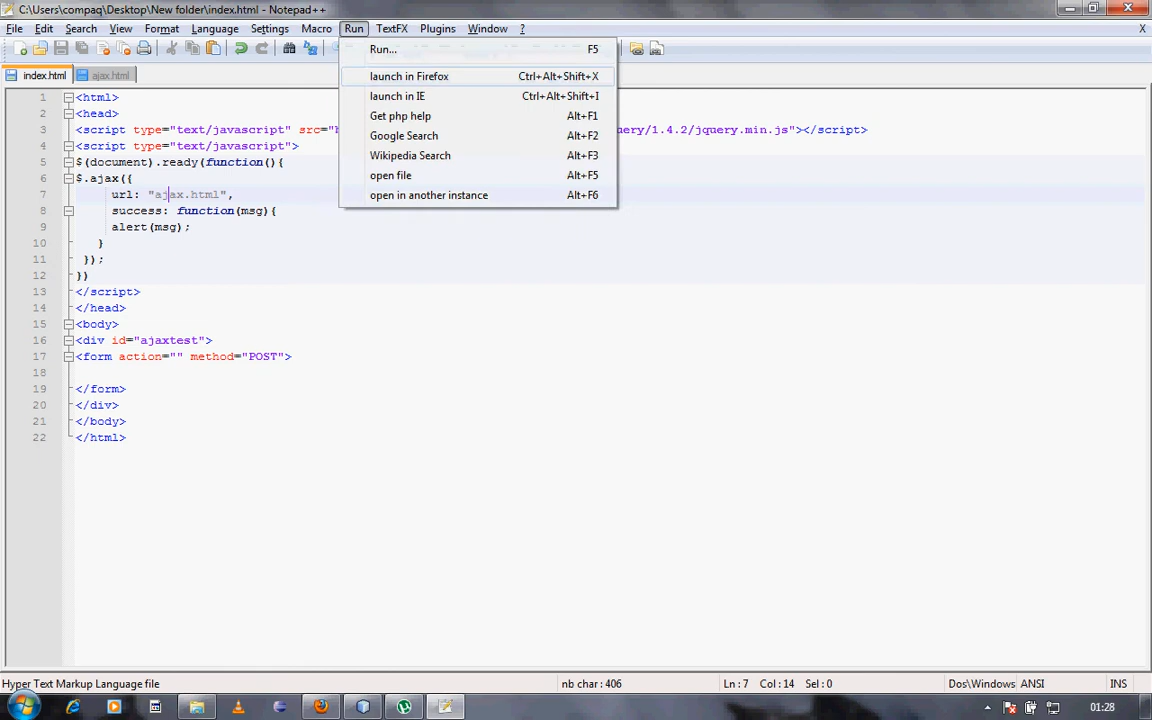 C:\Users\compaq\Desktop\New folder\index.html - Notepad++
File Edit Search View Format Language Settings Macro Run TextFX Plugins Window ? X
Run... F5
index.html ajax.html
launch in Firefox Ctrl+Alt+Shift+X
launch in IE Ctrl+Alt+Shift+I
Get php help Alt+F1
Google Search Alt+F2
Wikipedia Search Alt+F3
open file Alt+F5
open in another instance Alt+F6
1 <html>
2 <head>
3 <script type="text/javascript" src="h uery/1.4.2/jquery.min.js"></script>
4 <script type="text/javascript">
5 $(document).ready(function(){
6 $.ajax({
7 url: "ajax.html",
8 success: function(msg){
9 alert(msg);
10 }
11 });
12 })
13 </script>
14 </head>
15 <body>
16 <div id="ajaxtest">
17 <form action="" method="POST">
18
19 </form>
20 </div>
21 </body>
22 </html>
Hyper Text Markup Language file nb char : 406 Ln : 7 Col : 14 Sel : 0 Dos\Windows ANSI INS
01:28